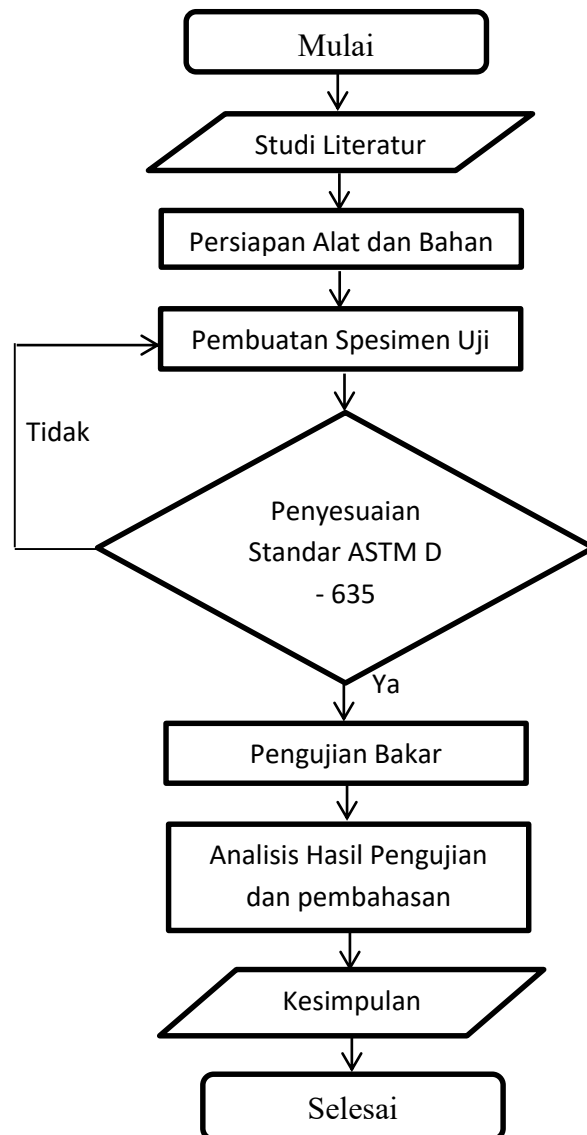 Mulai
Studi Literatur
Persiapan Alat dan Bahan
Pembuatan Spesimen Uji
Tidak
Penyesuaian
Standar ASTM D
- 635
Ya
Pengujian Bakar
Analisis Hasil Pengujian
dan pembahasan
Kesimpulan
Selesai